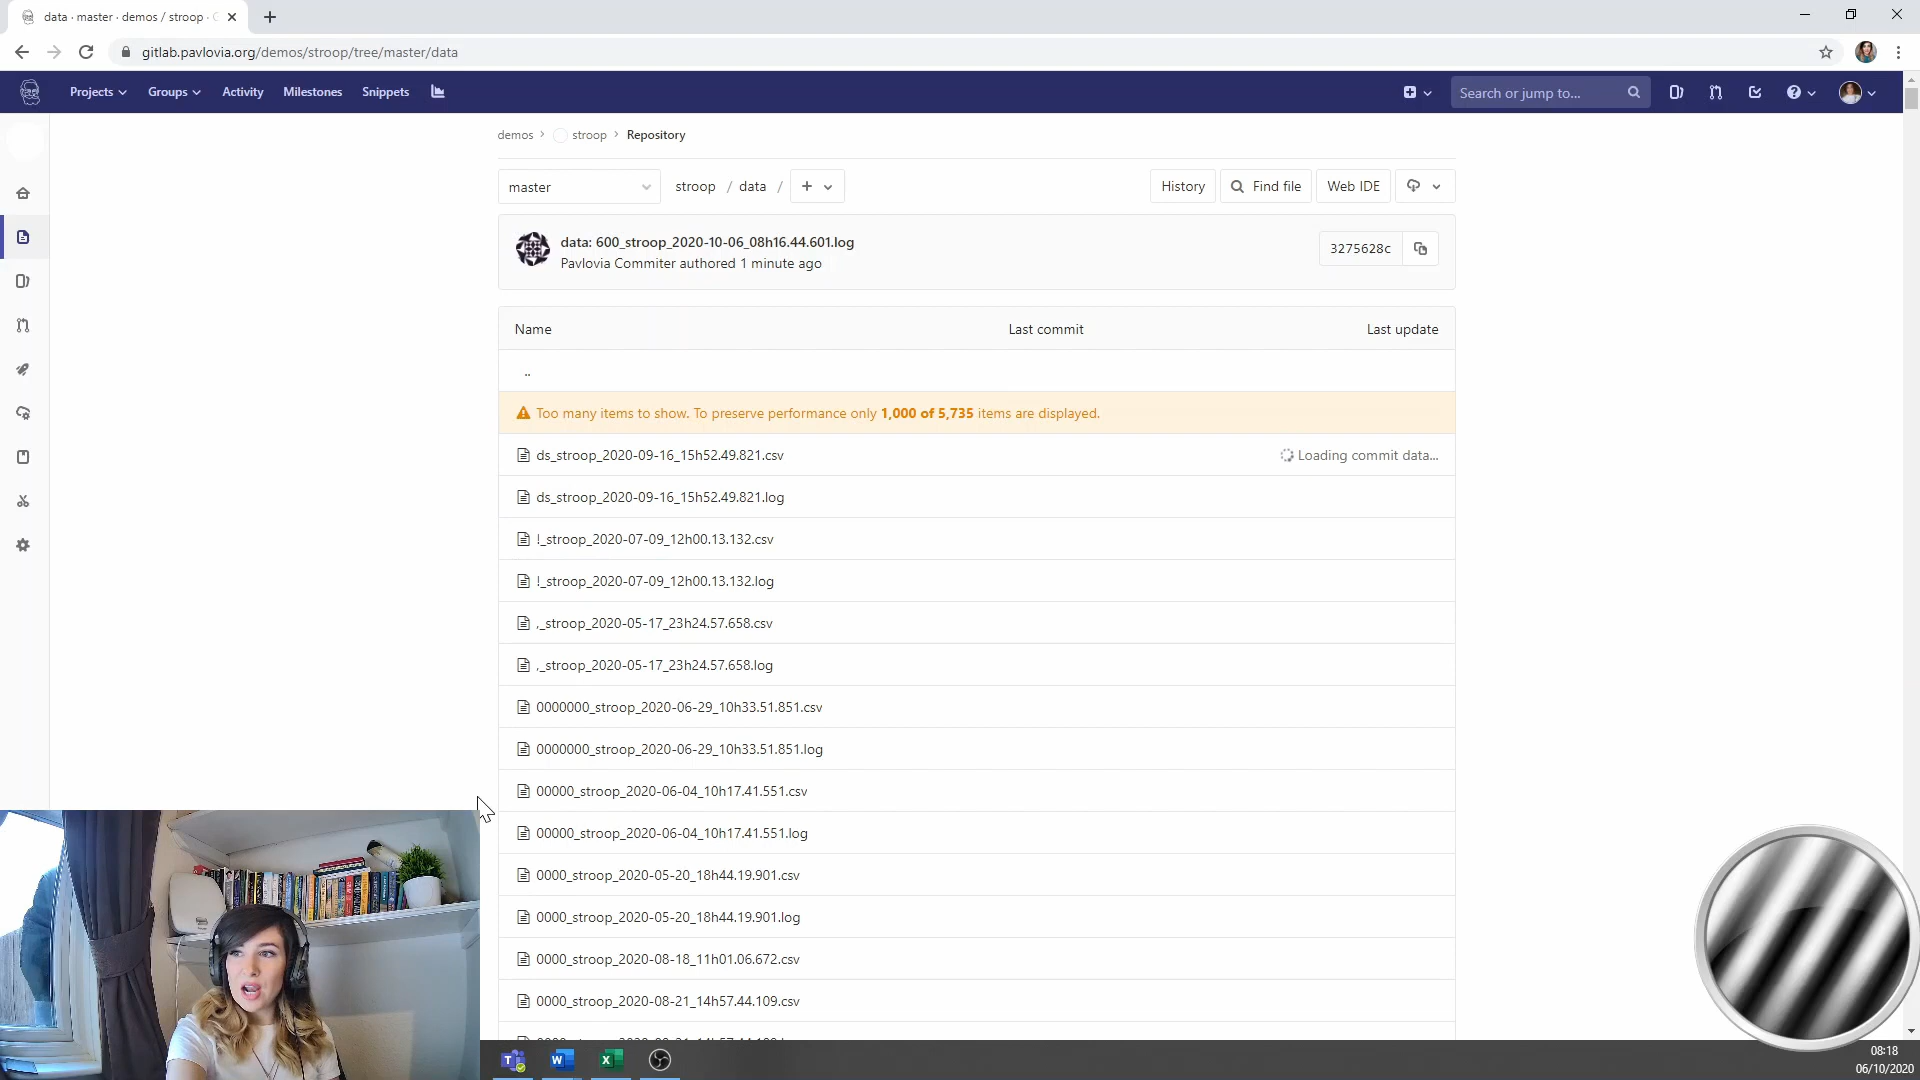 data · master · demos / stroop ·
gitlab.pavlovia.org/demos/stroop/tree/master/data
Projects Groups Activity Milestones Snippets Search or jump to...
demos > stroop > Repository
master stroop / data / + History Find file Web IDE
data: 600_stroop_2020-10-06_08h16.44.601.log
Pavlovia Commiter authored 1 minute ago
3275628c
Name Last commit Last update
..
Too many items to show. To preserve performance only 1,000 of 5,735 items are displayed.
ds_stroop_2020-09-16_15h52.49.821.csv Loading commit data...
ds_stroop_2020-09-16_15h52.49.821.log
!_stroop_2020-07-09_12h00.13.132.csv
!_stroop_2020-07-09_12h00.13.132.log
,_stroop_2020-05-17_23h24.57.658.csv
,_stroop_2020-05-17_23h24.57.658.log
0000000_stroop_2020-06-29_10h33.51.851.csv
0000000_stroop_2020-06-29_10h33.51.851.log
00000_stroop_2020-06-04_10h17.41.551.csv
00000_stroop_2020-06-04_10h17.41.551.log
0000_stroop_2020-05-20_18h44.19.901.csv
0000_stroop_2020-05-20_18h44.19.901.log
0000_stroop_2020-08-18_11h01.06.672.csv
0000_stroop_2020-08-21_14h57.44.109.csv
08:18
06/10/2020